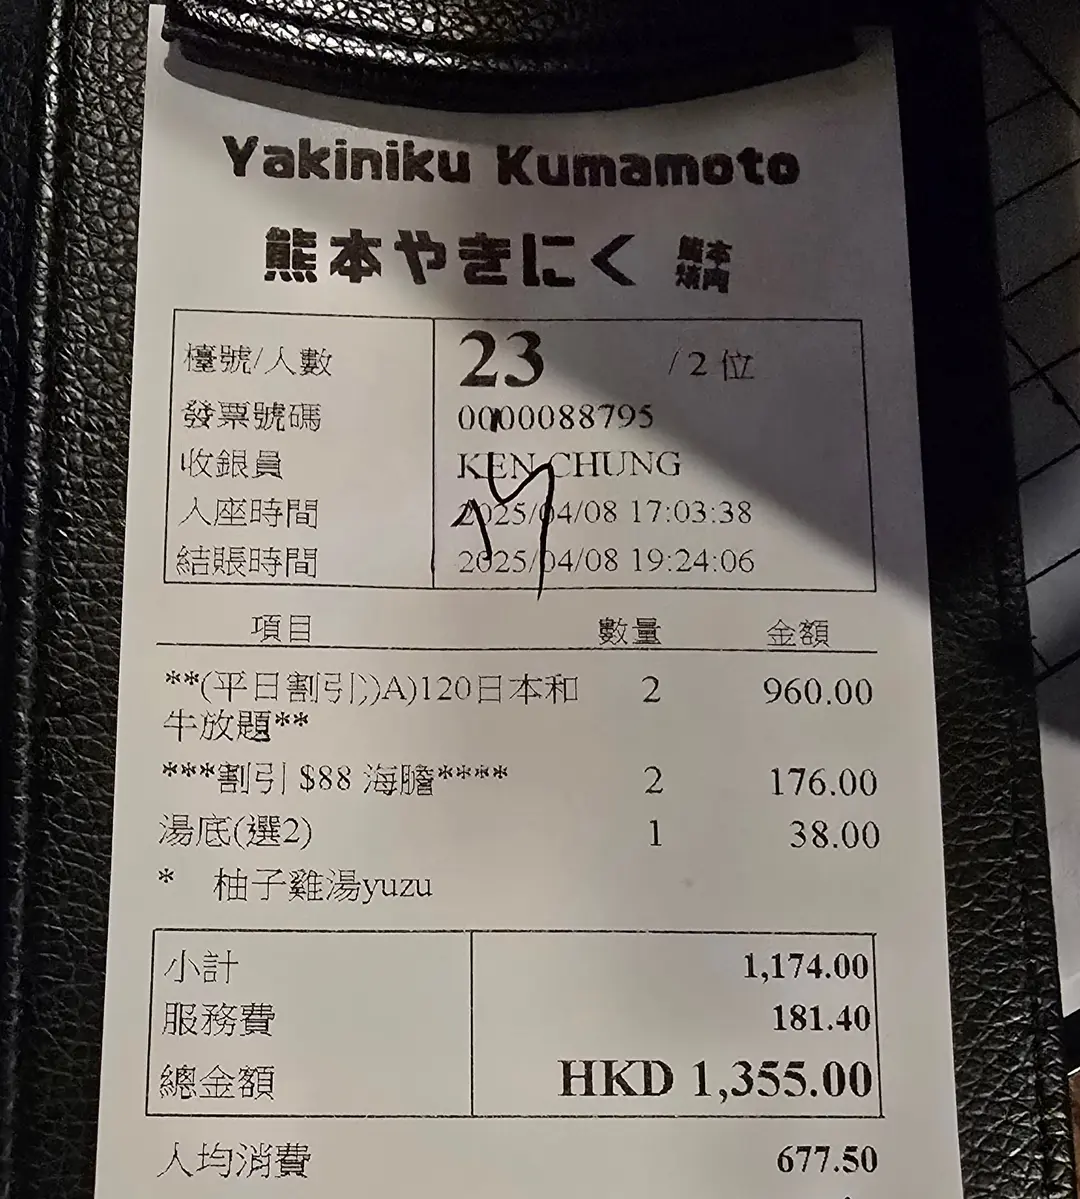 Yakiniku Kumamoto
熊本やきにく 熊本焼肉
檯號/人數 23 /2 位
發票號碼 0000088795
收銀員 KEN CHUNG
入座時間 2025/04/08 17:03:38
結賬時間 2025/04/08 19:24:06
項目 數量 金額
**(平日割引))A)120日本和 2 960.00
牛放題**
***割引 $88 海膽**** 2 176.00
湯底(選2) 1 38.00
* 柚子雞湯yuzu
小計 1,174.00
服務費 181.40
總金額 HKD 1,355.00
人均消費 677.50